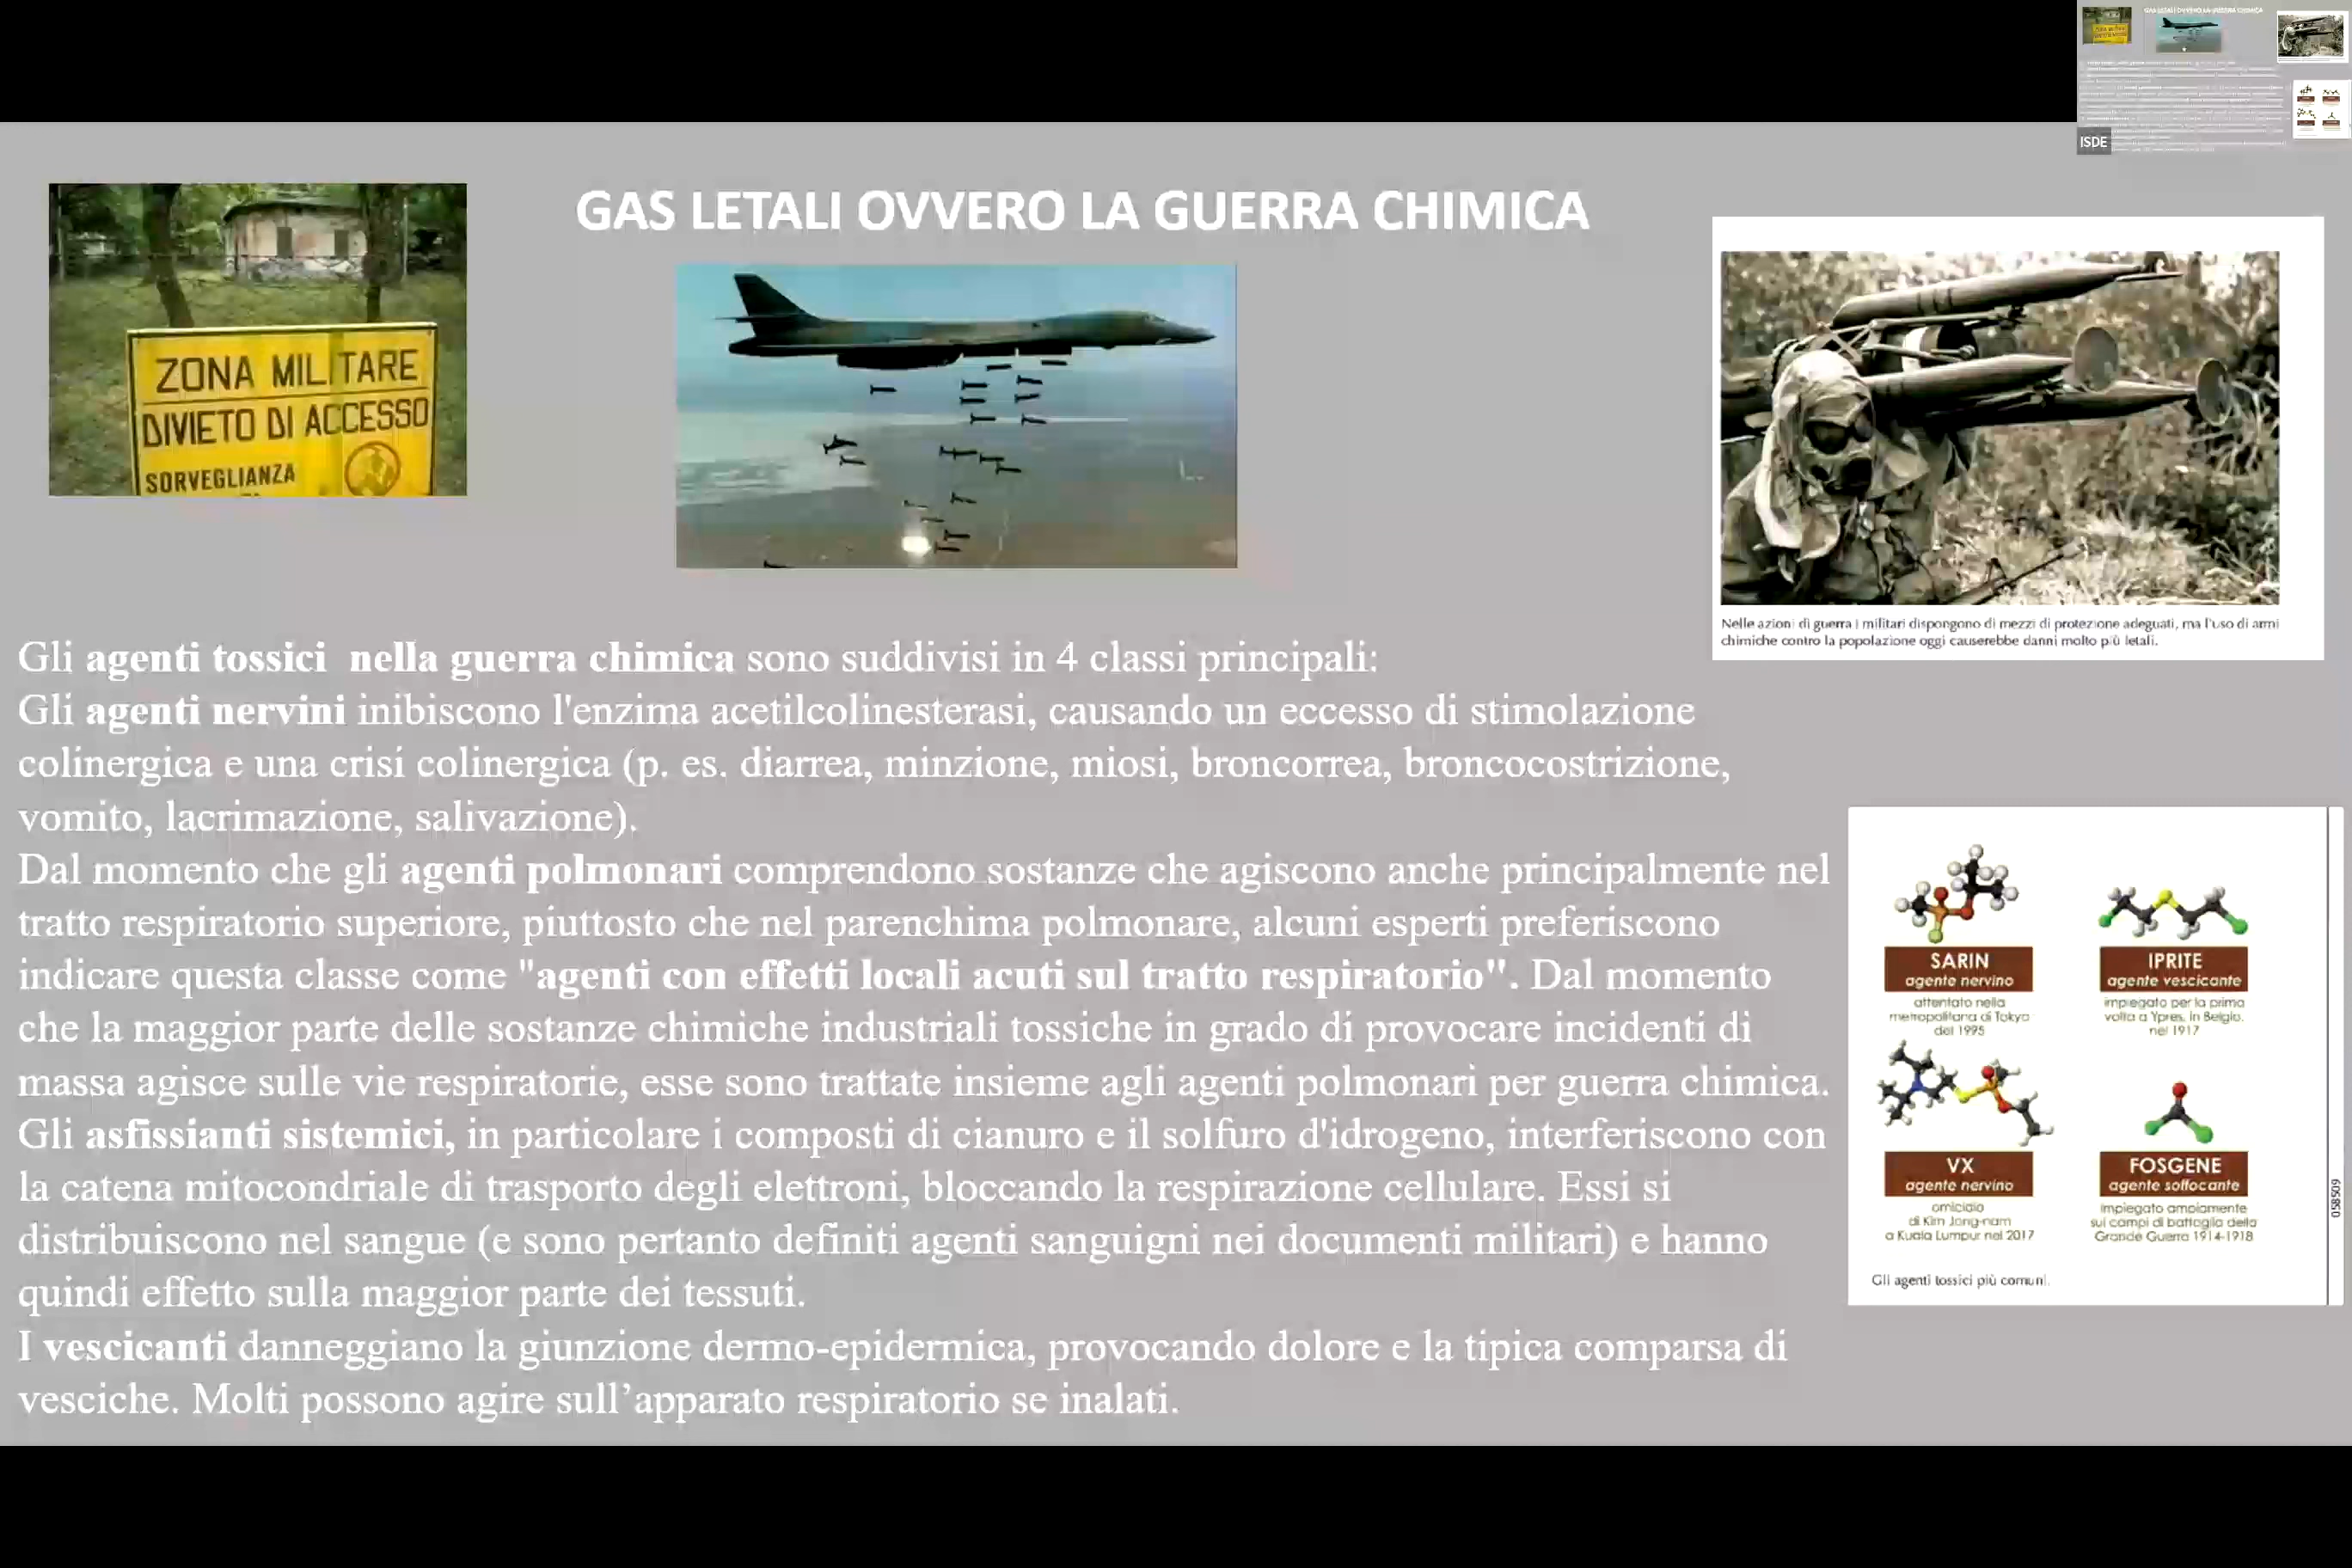 ISDE
GAS LETALI OVVERO LA GUERRA CHIMICA
ZONA MILITARE
DIVIETO DI ACCESSO
SORVEGLIANZA
Nelle azioni di guerra i militari dispongono di mezzi di protezione adeguati, ma l'uso di armi
chimiche contro la popolazione oggi causerebbe danni molto più letali.
Gli agenti tossici nella guerra chimica sono suddivisi in 4 classi principali:
Gli agenti nervini inibiscono l'enzima acetilcolinesterasi, causando un eccesso di stimolazione
colinergica e una crisi colinergica (p. es. diarrea, minzione, miosi, broncorrea, broncocostrizione,
vomito, lacrimazione, salivazione).
Dal momento che gli agenti polmonari comprendono sostanze che agiscono anche principalmente nel
tratto respiratorio superiore, piuttosto che nel parenchima polmonare, alcuni esperti preferiscono
indicare questa classe come "agenti con effetti locali acuti sul tratto respiratorio". Dal momento
che la maggior parte delle sostanze chimiche industriali tossiche in grado di provocare incidenti di
massa agisce sulle vie respiratorie, esse sono trattate insieme agli agenti polmonari per guerra chimica.
Gli asfissianti sistemici, in particolare i composti di cianuro e il solfuro d'idrogeno, interferiscono con
la catena mitocondriale di trasporto degli elettroni, bloccando la respirazione cellulare. Essi si
distribuiscono nel sangue (e sono pertanto definiti agenti sanguigni nei documenti militari) e hanno
quindi effetto sulla maggior parte dei tessuti.
I vescicanti danneggiano la giunzione dermo-epidermica, provocando dolore e la tipica comparsa di
vesciche. Molti possono agire sull’apparato respiratorio se inalati.
SARIN
agente nervino
attentato nella
metropolitana di Tokyo
del 1995
IPRITE
agente vescicante
impiegato per la prima
volta a Ypres, in Belgio,
nel 1917
VX
agente nervino
omicidio
di Kim Jong-nam
a Kuala Lumpur nel 2017
FOSGENE
agente soffocante
impiegato ampiamente
sui campi di battaglia della
Grande Guerra 1914-1918
Gli agenti tossici più comuni.
058509